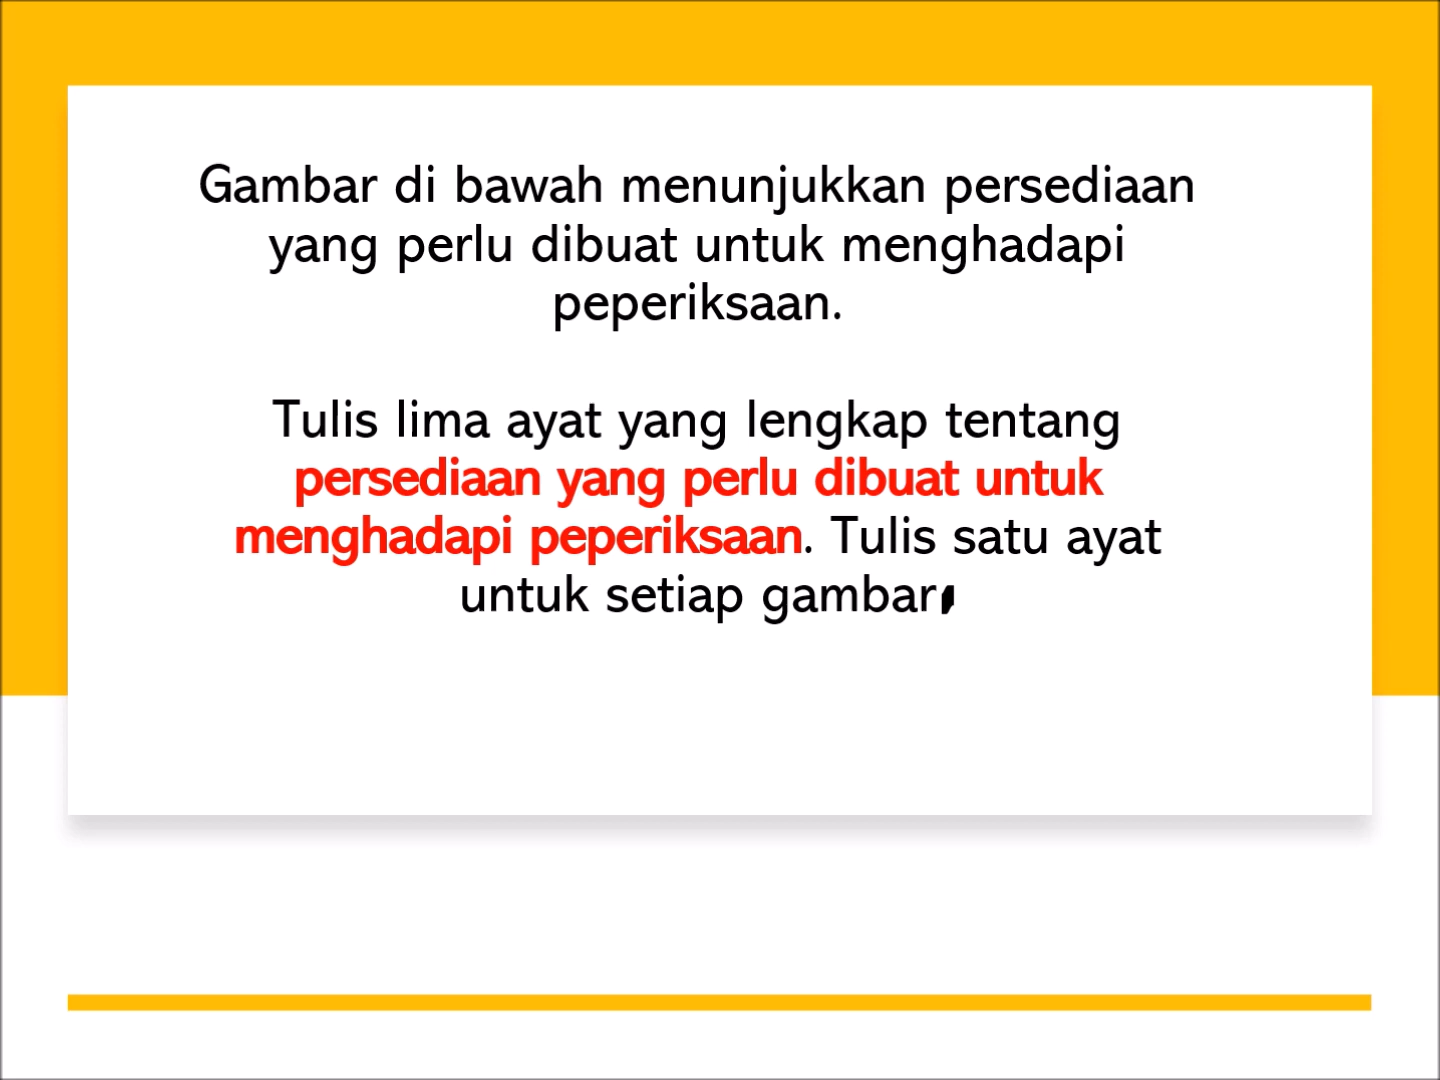 Gambar di bawah menunjukkan persediaan
yang perlu dibuat untuk menghadapi
peperiksaan.
Tulis lima ayat yang lengkap tentang
persediaan yang perlu dibuat untuk
menghadapi peperiksaan. Tulis satu ayat
untuk setiap gambar